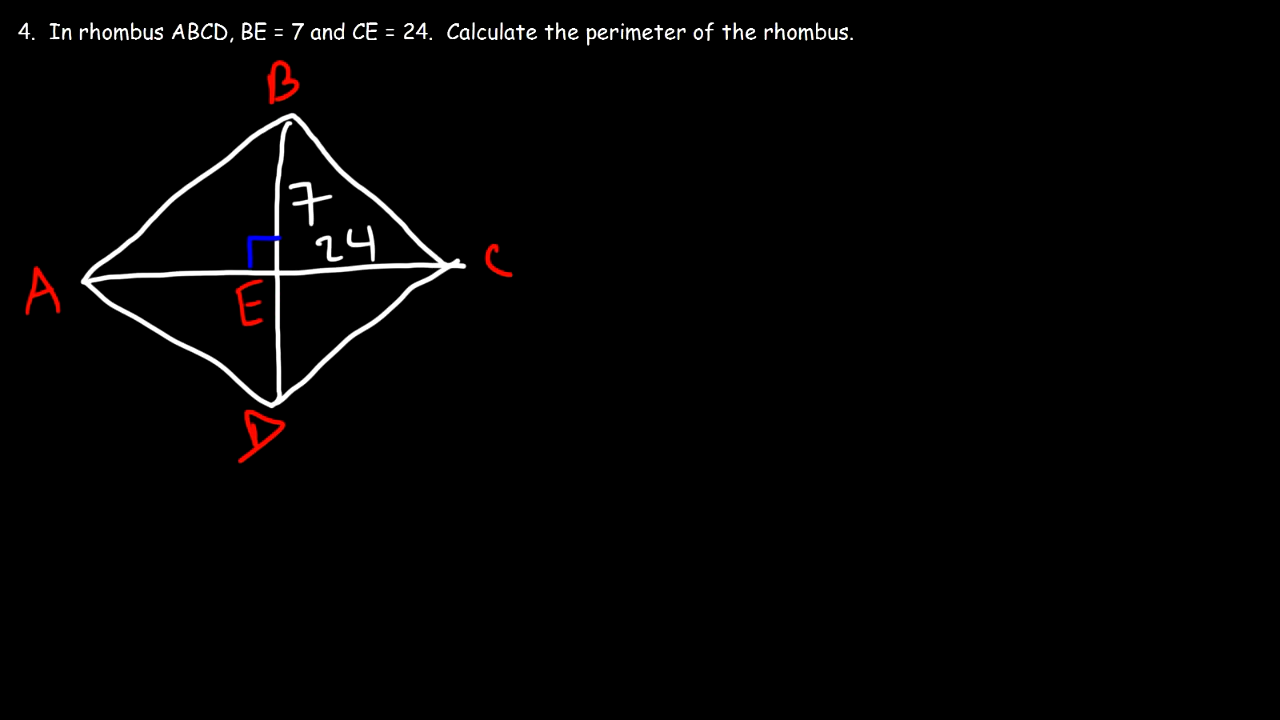 4. In rhombus ABCD, BE = 7 and CE = 24. Calculate the perimeter of the rhombus.
B
7
24
C
A
E
D